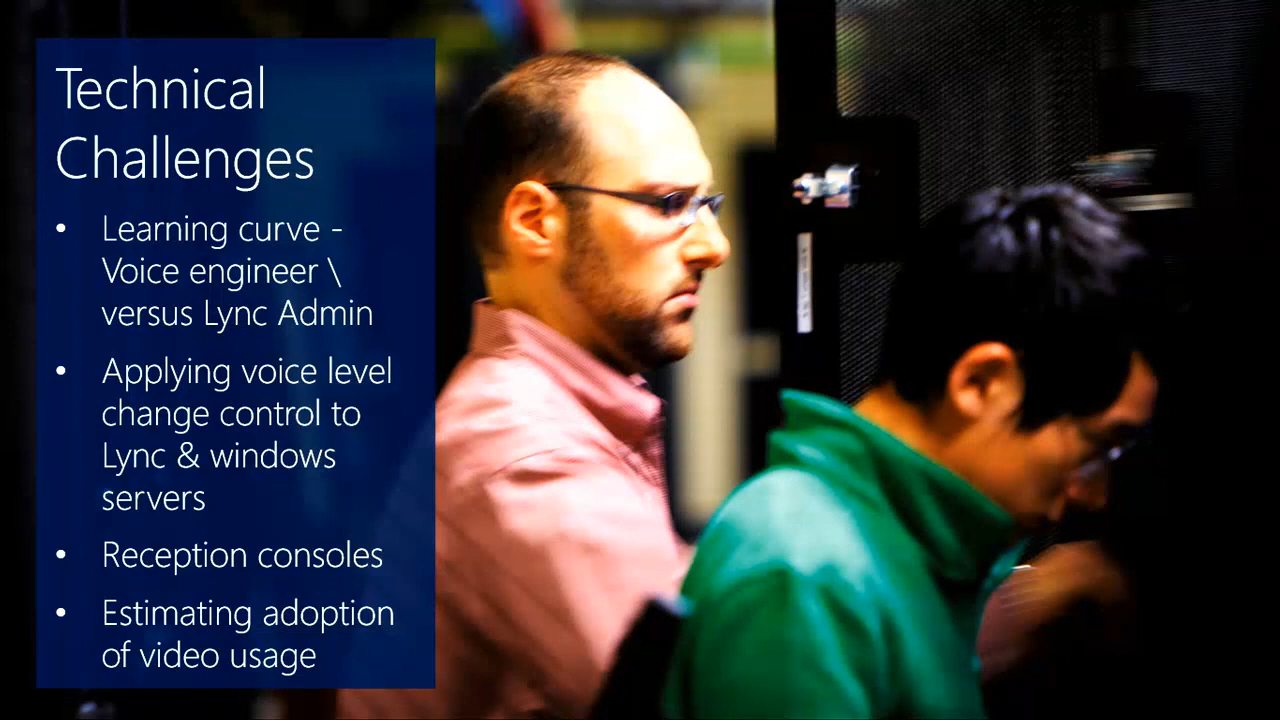 Technical
Challenges
• Learning curve -
Voice engineer \
versus Lync Admin
• Applying voice level
change control to
Lync & windows
servers
• Reception consoles
• Estimating adoption
of video usage